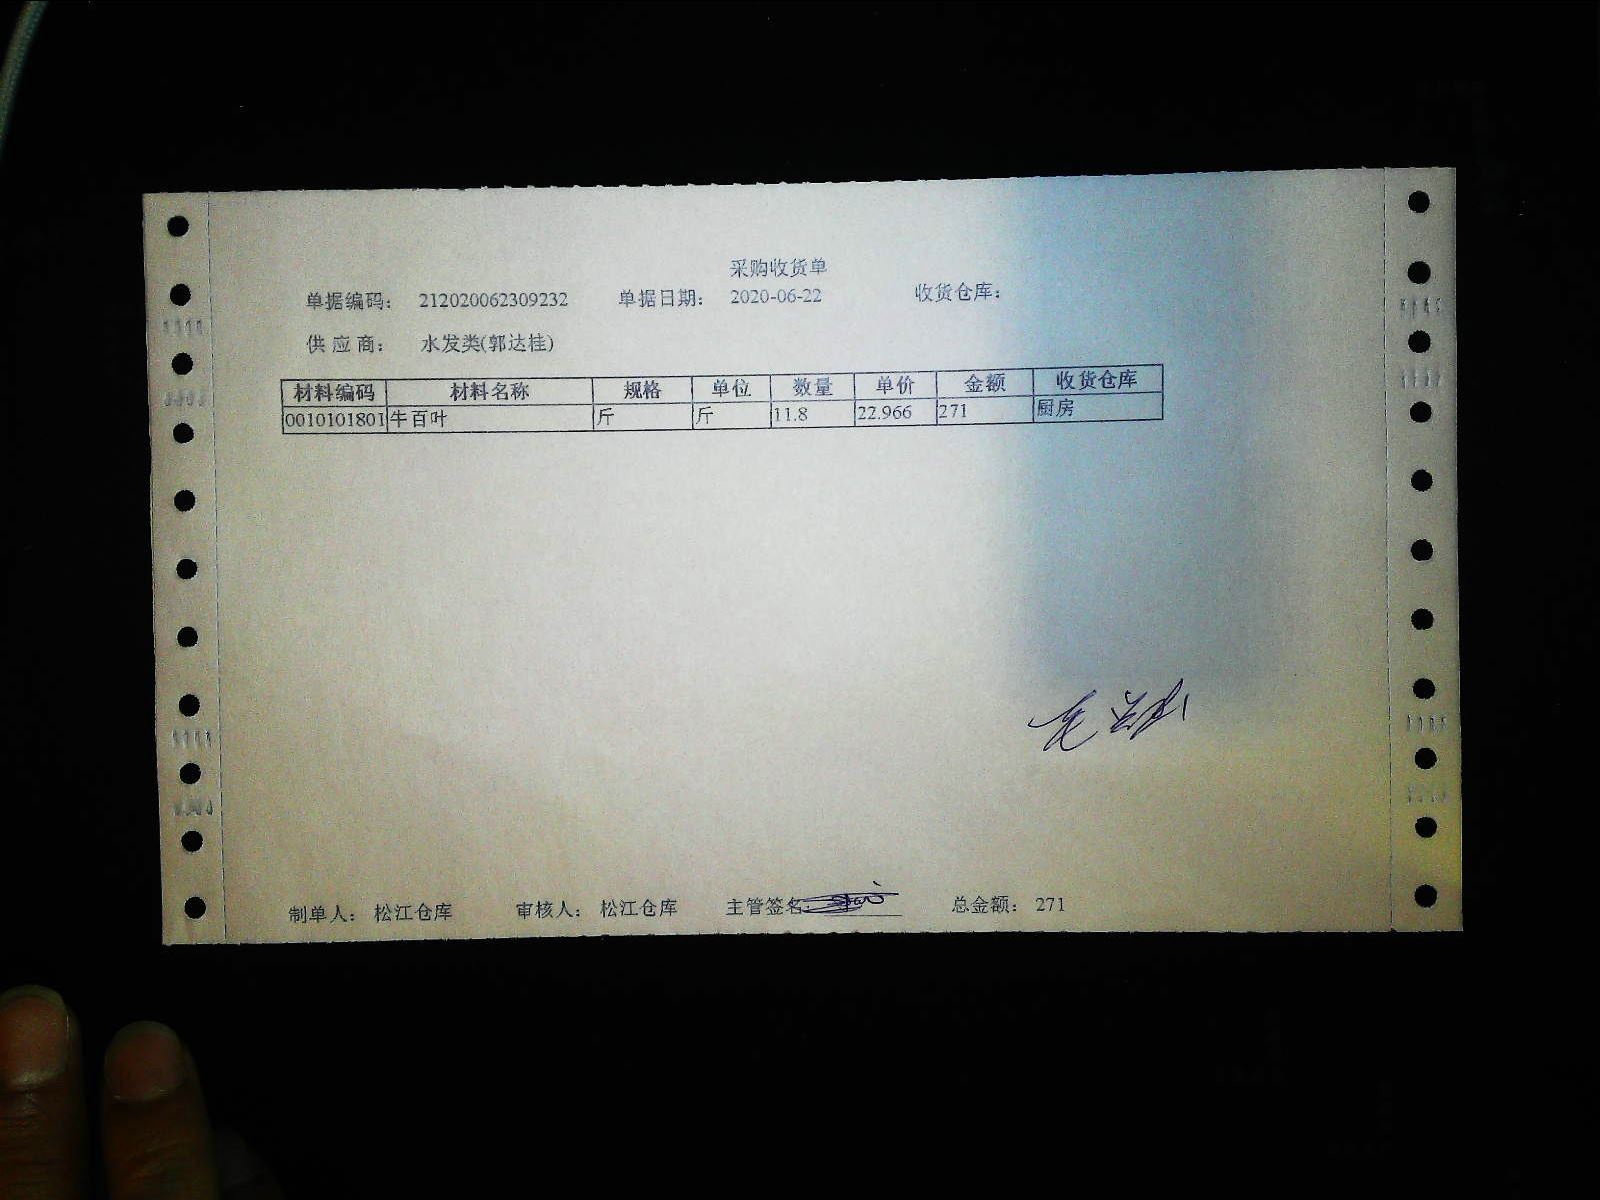 采购收货单
单据编码: 212020062309232 单据日期: 2020-06-22 收货仓库:
供应商: 水发类(郭达桂)
材料编码 材料名称 规格 单位 数量 单价 金额 收货仓库
0010101801 牛百叶 斤 斤 11.8 22.966 271 厨房
制单人: 松江仓库 审核人: 松江仓库 主管签名: 总金额: 271